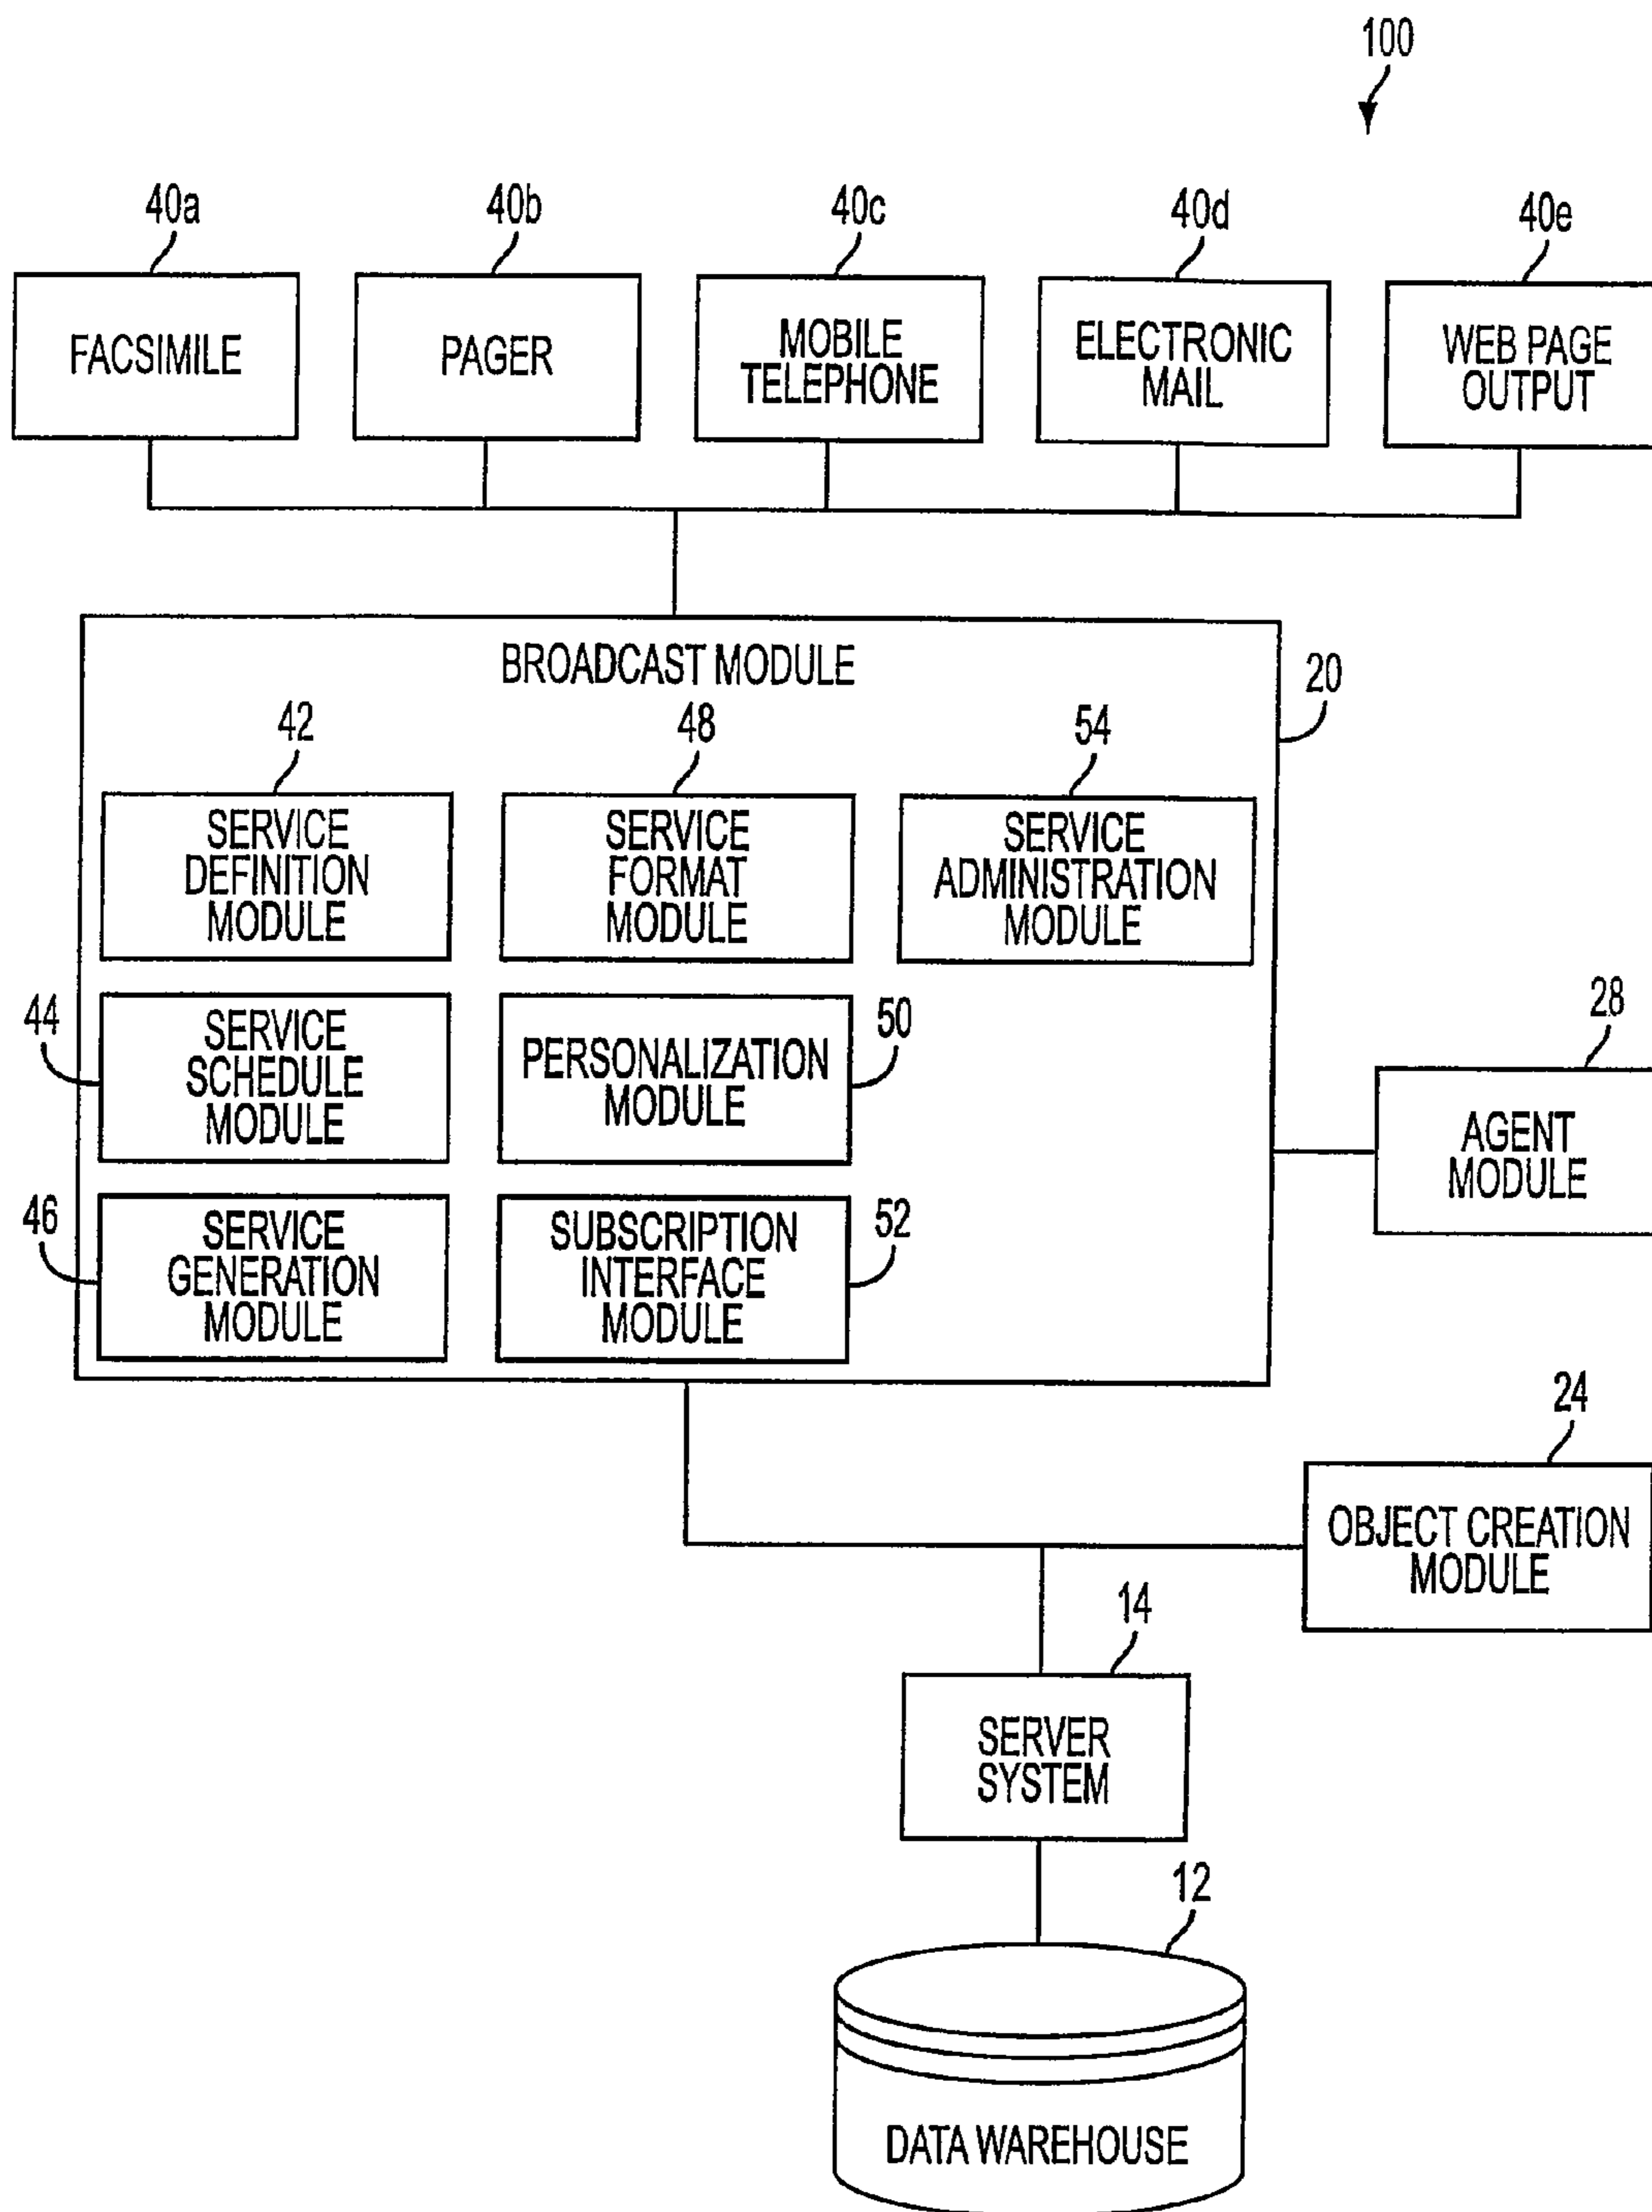 100
40a
40b
40c
40d
40e
FACSIMILE
PAGER
MOBILE
TELEPHONE
ELECTRONIC
MAIL
WEB PAGE
OUTPUT
BROADCAST MODULE
20
42
48
54
SERVICE
DEFINITION
MODULE
SERVICE
FORMAT
MODULE
SERVICE
ADMINISTRATION
MODULE
44
SERVICE
SCHEDULE
MODULE
PERSONALIZATION
MODULE
50
28
AGENT
MODULE
46
SERVICE
GENERATION
MODULE
SUBSCRIPTION
INTERFACE
MODULE
52
24
OBJECT CREATION
MODULE
14
SERVER
SYSTEM
12
DATA WAREHOUSE